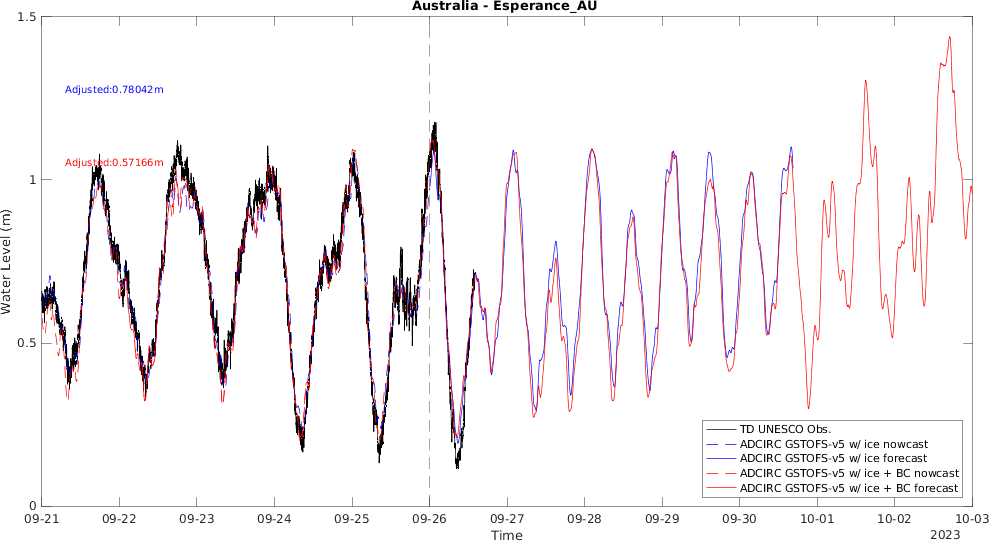 Australia - Esperance_AU
1.5
Adjusted:0.78042m
Adjusted:0.57166m
1
Water Level (m)
0.5
TD UNESCO Obs.
ADCIRC GSTOFS-v5 w/ ice nowcast
ADCIRC GSTOFS-v5 w/ ice forecast
ADCIRC GSTOFS-v5 w/ ice + BC nowcast
ADCIRC GSTOFS-v5 w/ ice + BC forecast
0
09-21 09-22 09-23 09-24 09-25 09-26 09-27 09-28 09-29 09-30 10-01 10-02 10-03
Time 2023